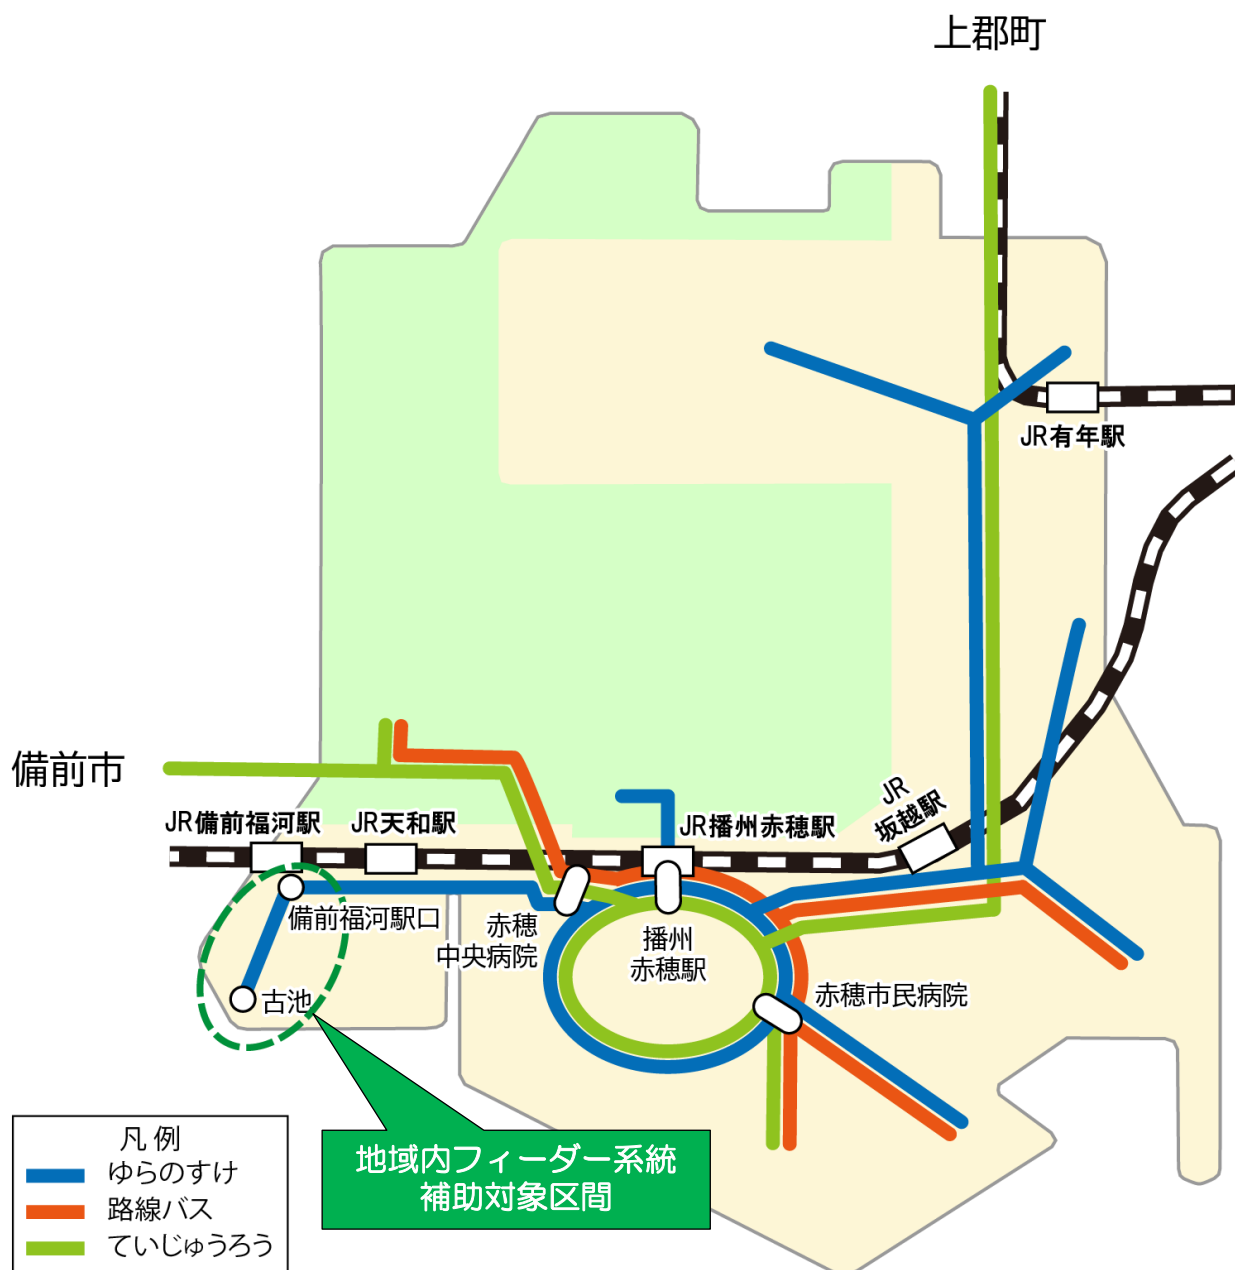 上郡町
JR有年駅
備前市
JR備前福河駅
JR天和駅
JR播州赤穂駅
JR
坂越駅
備前福河駅口
古池
赤穂
中央病院
播州
赤穂駅
赤穂市民病院
地域内フィーダー系統
補助対象区間
凡 例
ゆらのすけ
路線バス
ていじゅうろう